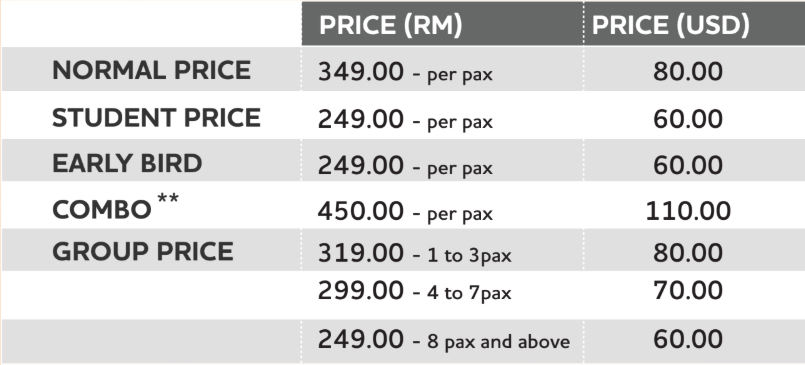 PRICE (RM) PRICE (USD)
NORMAL PRICE 349.00 - per pax 80.00
STUDENT PRICE 249.00 - per pax 60.00
EARLY BIRD 249.00 - per pax 60.00
COMBO ** 450.00 - per pax 110.00
GROUP PRICE 319.00 - 1 to 3pax 80.00
299.00 - 4 to 7pax 70.00
249.00 - 8 pax and above 60.00